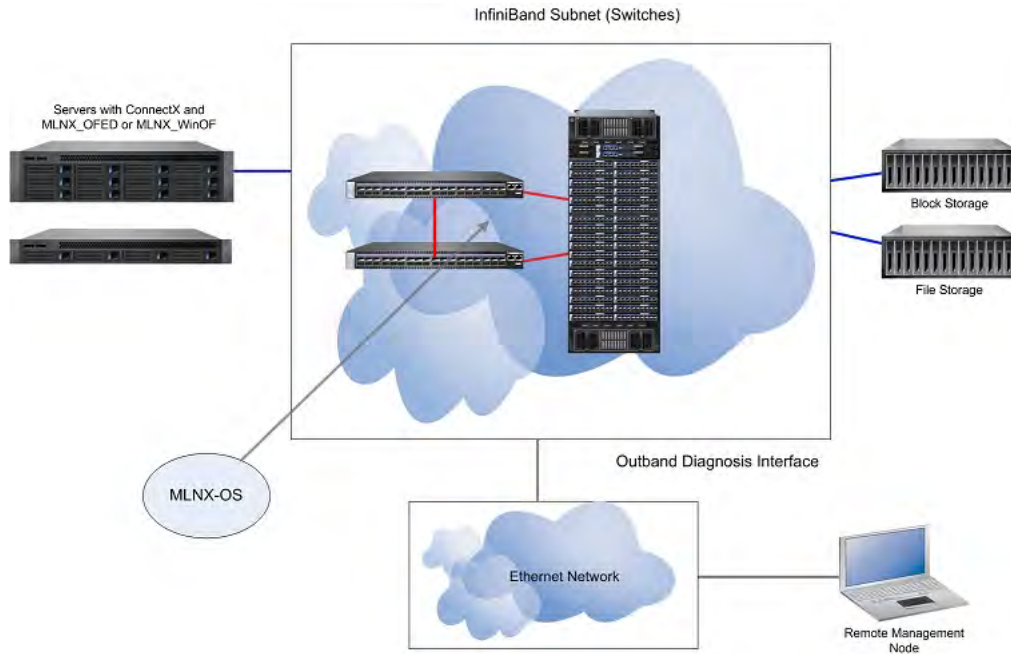 InfiniBand Subnet (Switches)
Servers with ConnectX and
MLNX_OFED or MLNX_WinOF
Block Storage
File Storage
Outband Diagnosis Interface
MLNX-OS
Ethernet Network
Remote Management
Node